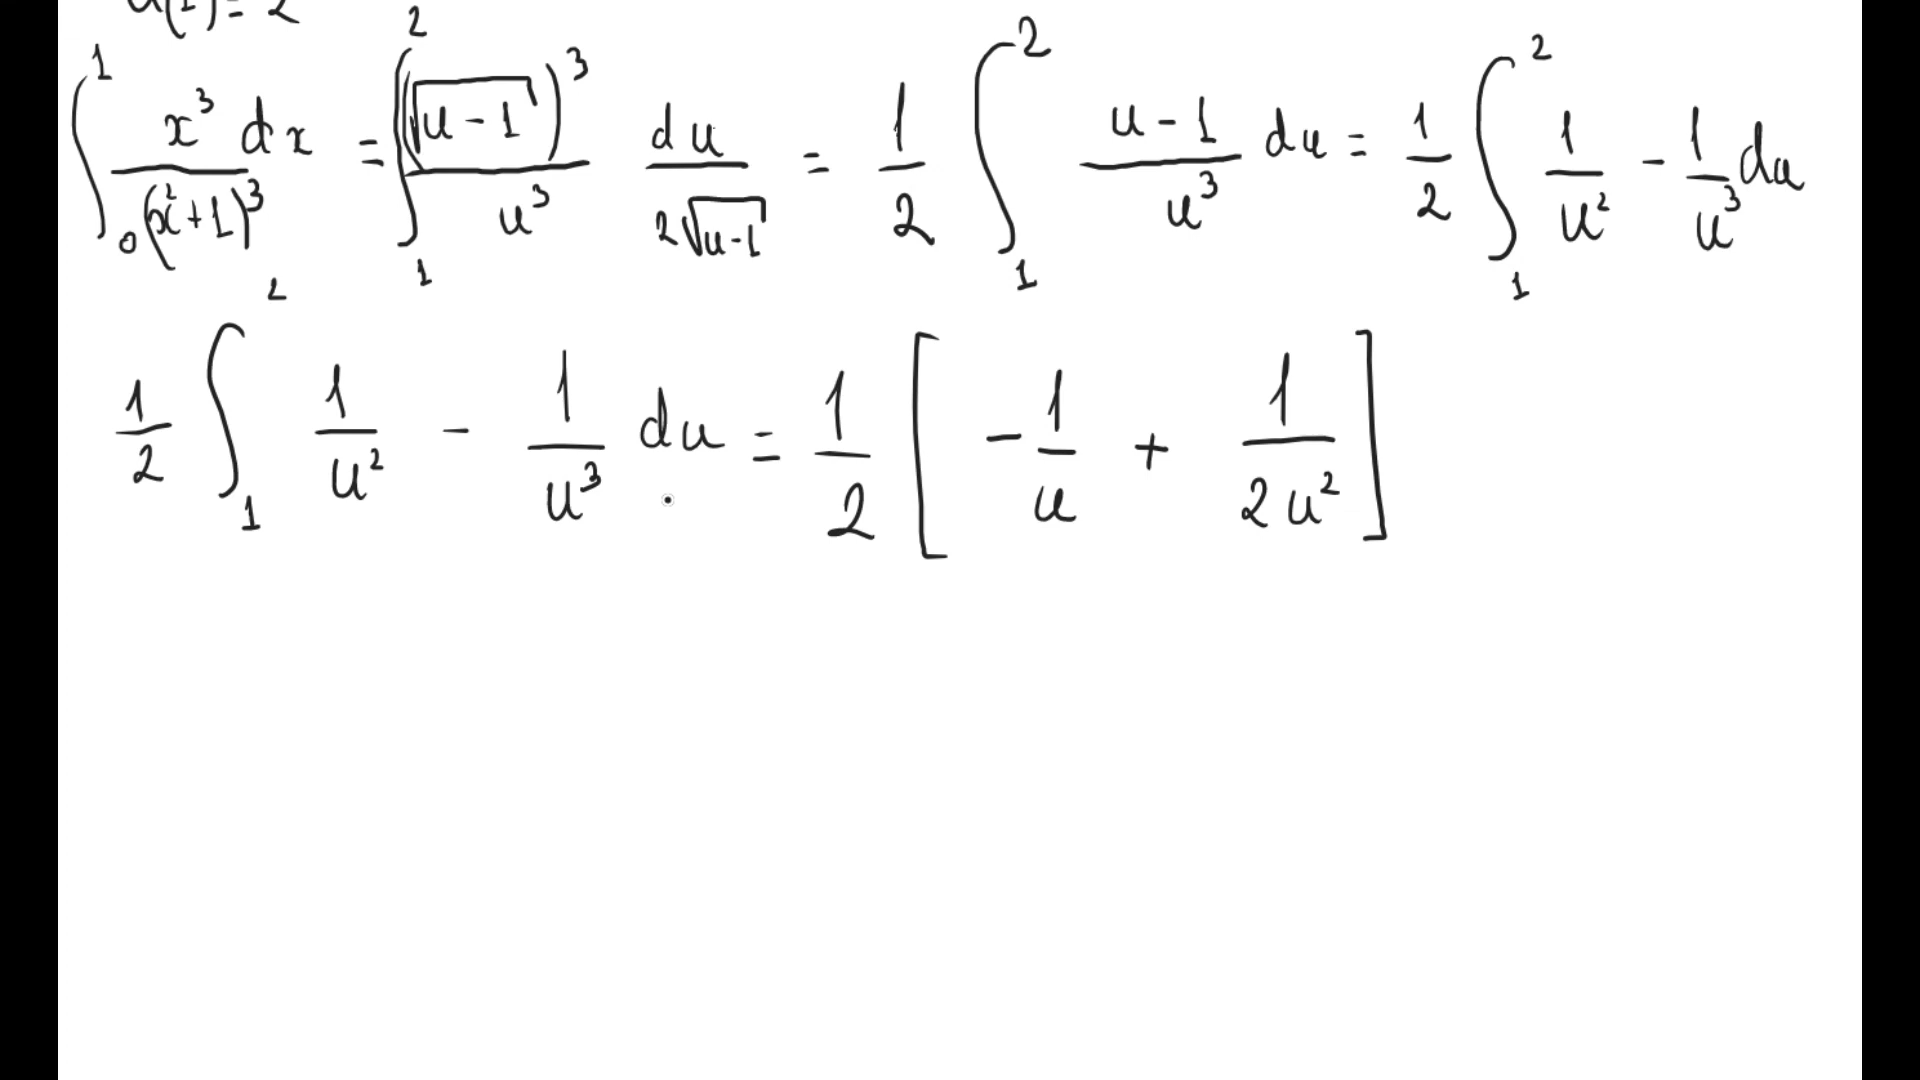 u(1) = 2
∫₀¹ x³ dx / (x²+1)³ = ∫₁² (√(u-1))³ / u³ du / 2√(u-1) = 1/2 ∫₁² (u-1)/u³ du = 1/2 ∫₁² 1/u² - 1/u³ du
1/2 ∫₁² 1/u² - 1/u³ du = 1/2 [ -1/u + 1/2u² ]